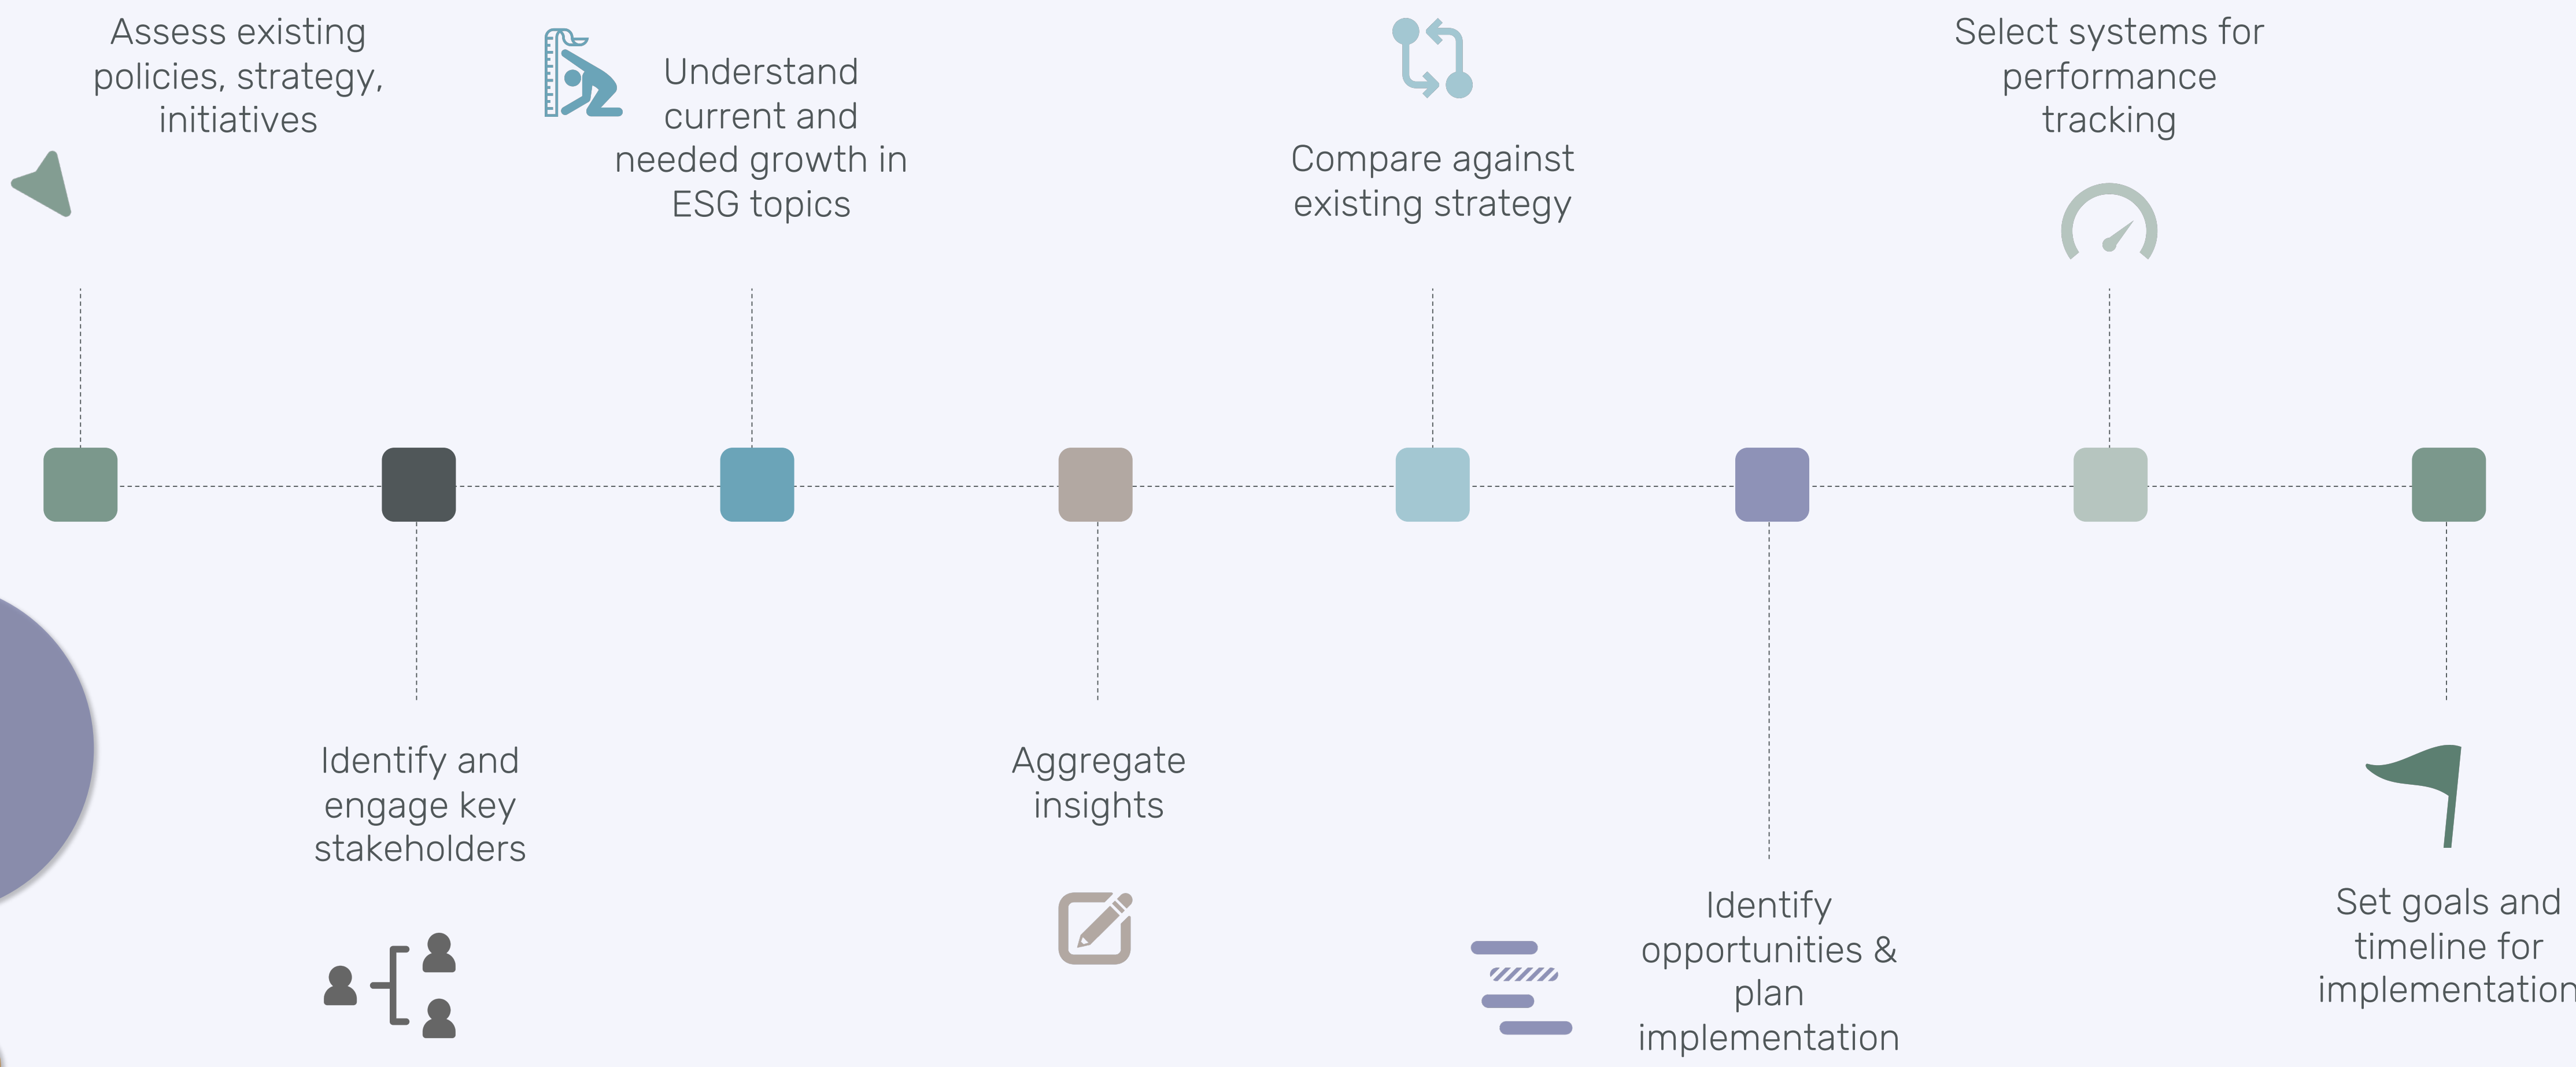 Assess existing
policies, strategy,
initiatives
Identify and
engage key
stakeholders
Understand
current and
needed growth in
ESG topics
Aggregate
insights
Compare against
existing strategy
Identify
opportunities &
plan
implementation
Select systems for
performance
tracking
Set goals and
timeline for
implementation